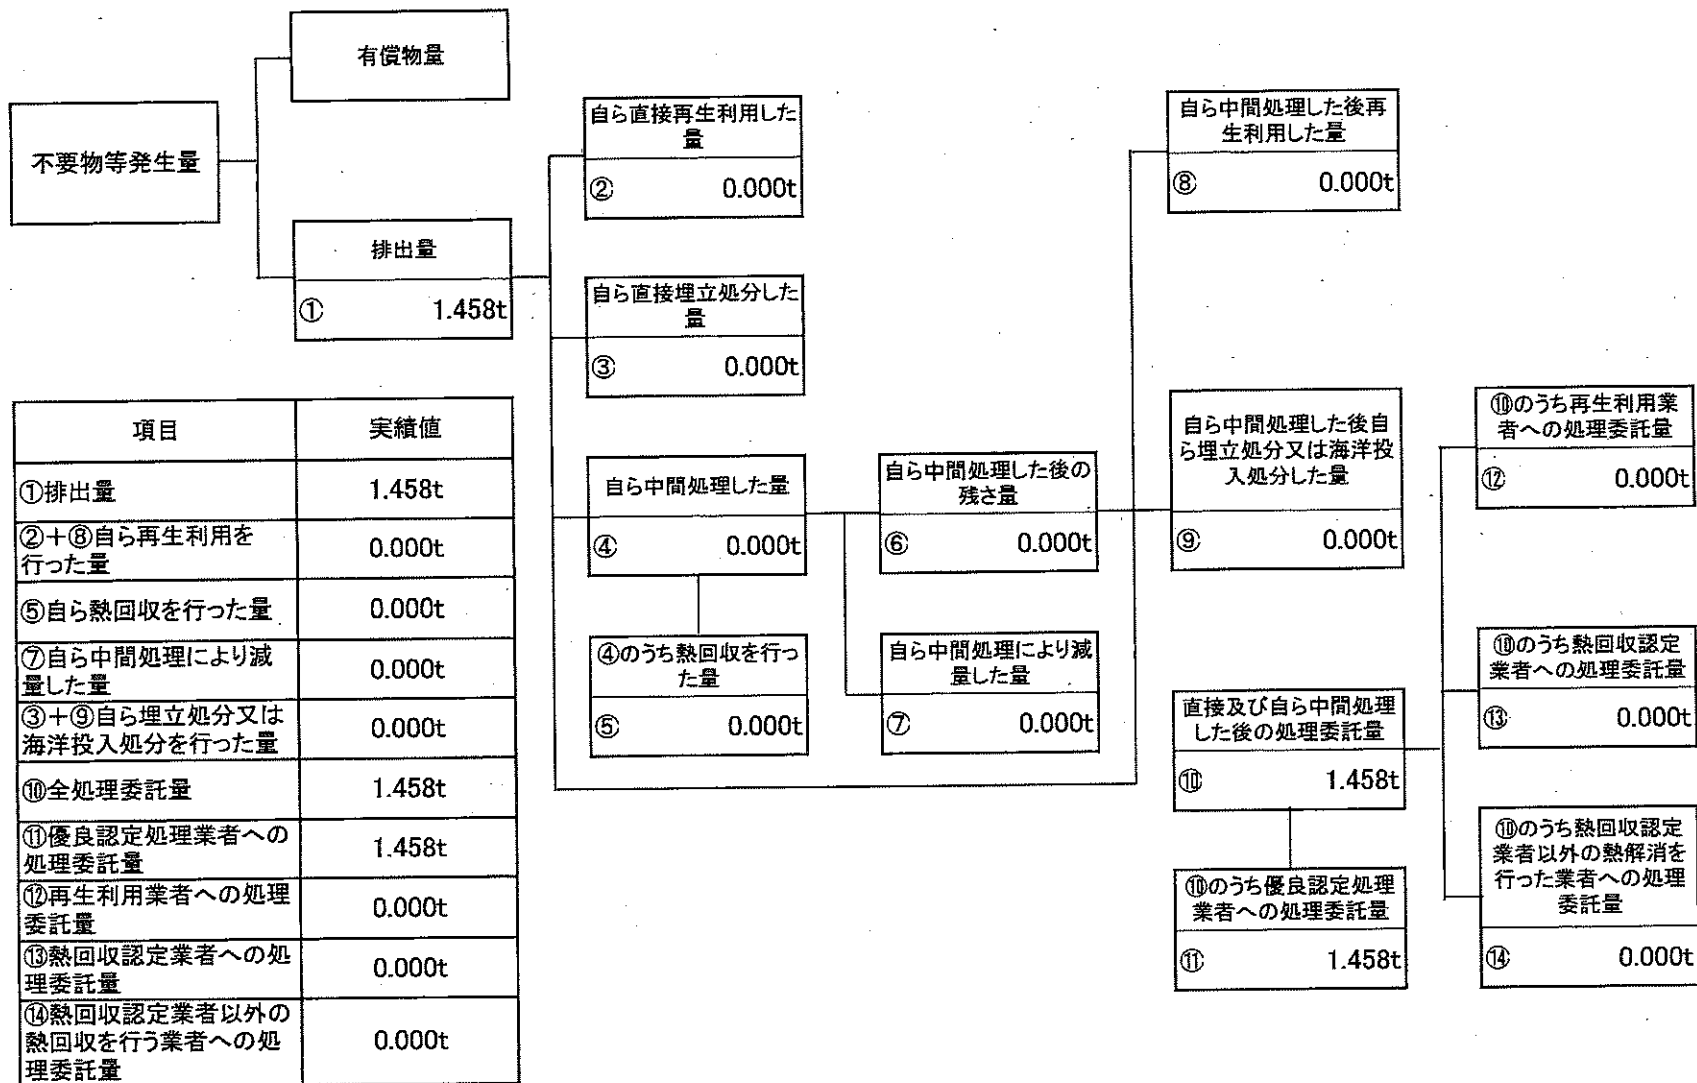 有償物量
不要物等発生量
排出量
① 1.458t
自ら直接再生利用した
量
② 0.000t
自ら直接埋立処分した
量
③ 0.000t
自ら中間処理した量
④ 0.000t
④のうち熱回収を行っ
た量
⑤ 0.000t
自ら中間処理した後の
残さ量
⑥ 0.000t
自ら中間処理により減
量した量
⑦ 0.000t
自ら中間処理した後再
生利用した量
⑧ 0.000t
自ら中間処理した後自
ら埋立処分又は海洋投
入処分した量
⑨ 0.000t
直接及び自ら中間処理
した後の処理委託量
⑩ 1.458t
⑩のうち優良認定処理
業者への処理委託量
⑪ 1.458t
⑩のうち再生利用業
者への処理委託量
⑫ 0.000t
⑩のうち熱回収認定
業者への処理委託量
⑬ 0.000t
⑩のうち熱回収認定
業者以外の熱解消を
行った業者への処理
委託量
⑭ 0.000t
項目 実績値
①排出量 1.458t
②+⑧自ら再生利用を
行った量 0.000t
⑤自ら熱回収を行った量 0.000t
⑦自ら中間処理により減
量した量 0.000t
③+⑨自ら埋立処分又は
海洋投入処分を行った量 0.000t
⑩全処理委託量 1.458t
⑪優良認定処理業者への
処理委託量 1.458t
⑫再生利用業者への処理
委託量 0.000t
⑬熱回収認定業者への処
理委託量 0.000t
⑭熱回収認定業者以外の
熱回収を行う業者への処
理委託量 0.000t